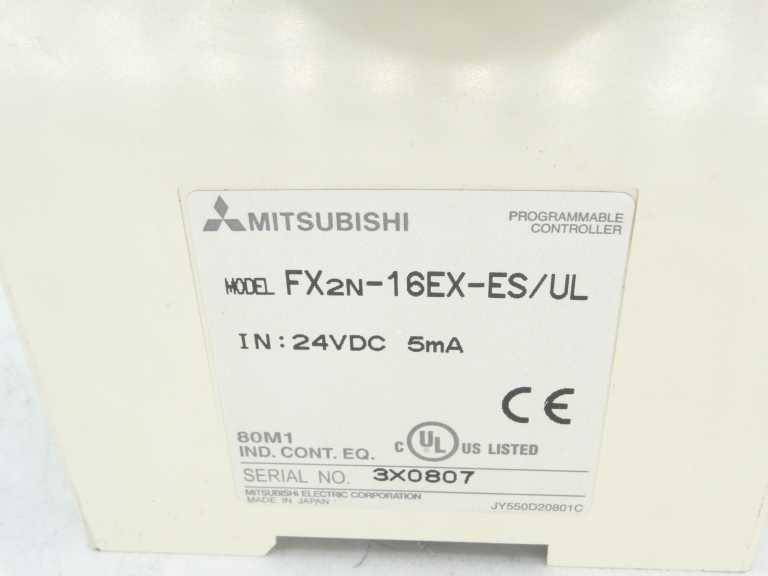 MITSUBISHI
PROGRAMMABLE
CONTROLLER
MODEL FX2N-16EX-ES/UL
IN:24VDC 5mA
CE
80M1
IND. CONT. EQ.
C UL US LISTED
SERIAL NO. 3X0807
MITSUBISHI ELECTRIC CORPORATION
MADE IN JAPAN
JY550D20801C